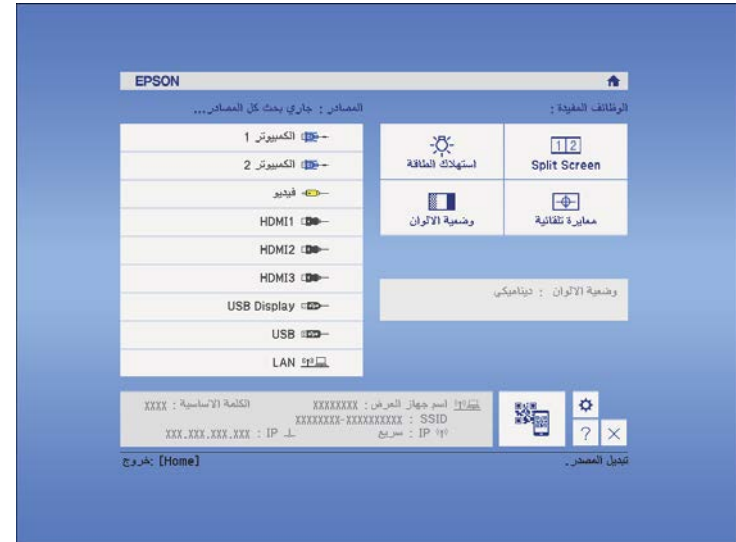 EPSON
الوظائف المفيدة :
المصادر : جاري بحث كل المصادر...
Split Screen
استهلاك الطاقة
معايرة تلقائية
وضعية الالوان
وضعية الالوان : ديناميكي
الكمبيوتر 1
الكمبيوتر 2
فيديو
HDMI1
HDMI2
HDMI3
USB Display
USB
LAN
اسم جهاز العرض : XXXXXXXX
الكلمة الاساسية : XXXX
SSID : XXXXXXXX-XXXXXXXXXX
IP : سريع
IP : XXX.XXX.XXX.XXX
?
تبديل المصدر.
[Home] :خروج